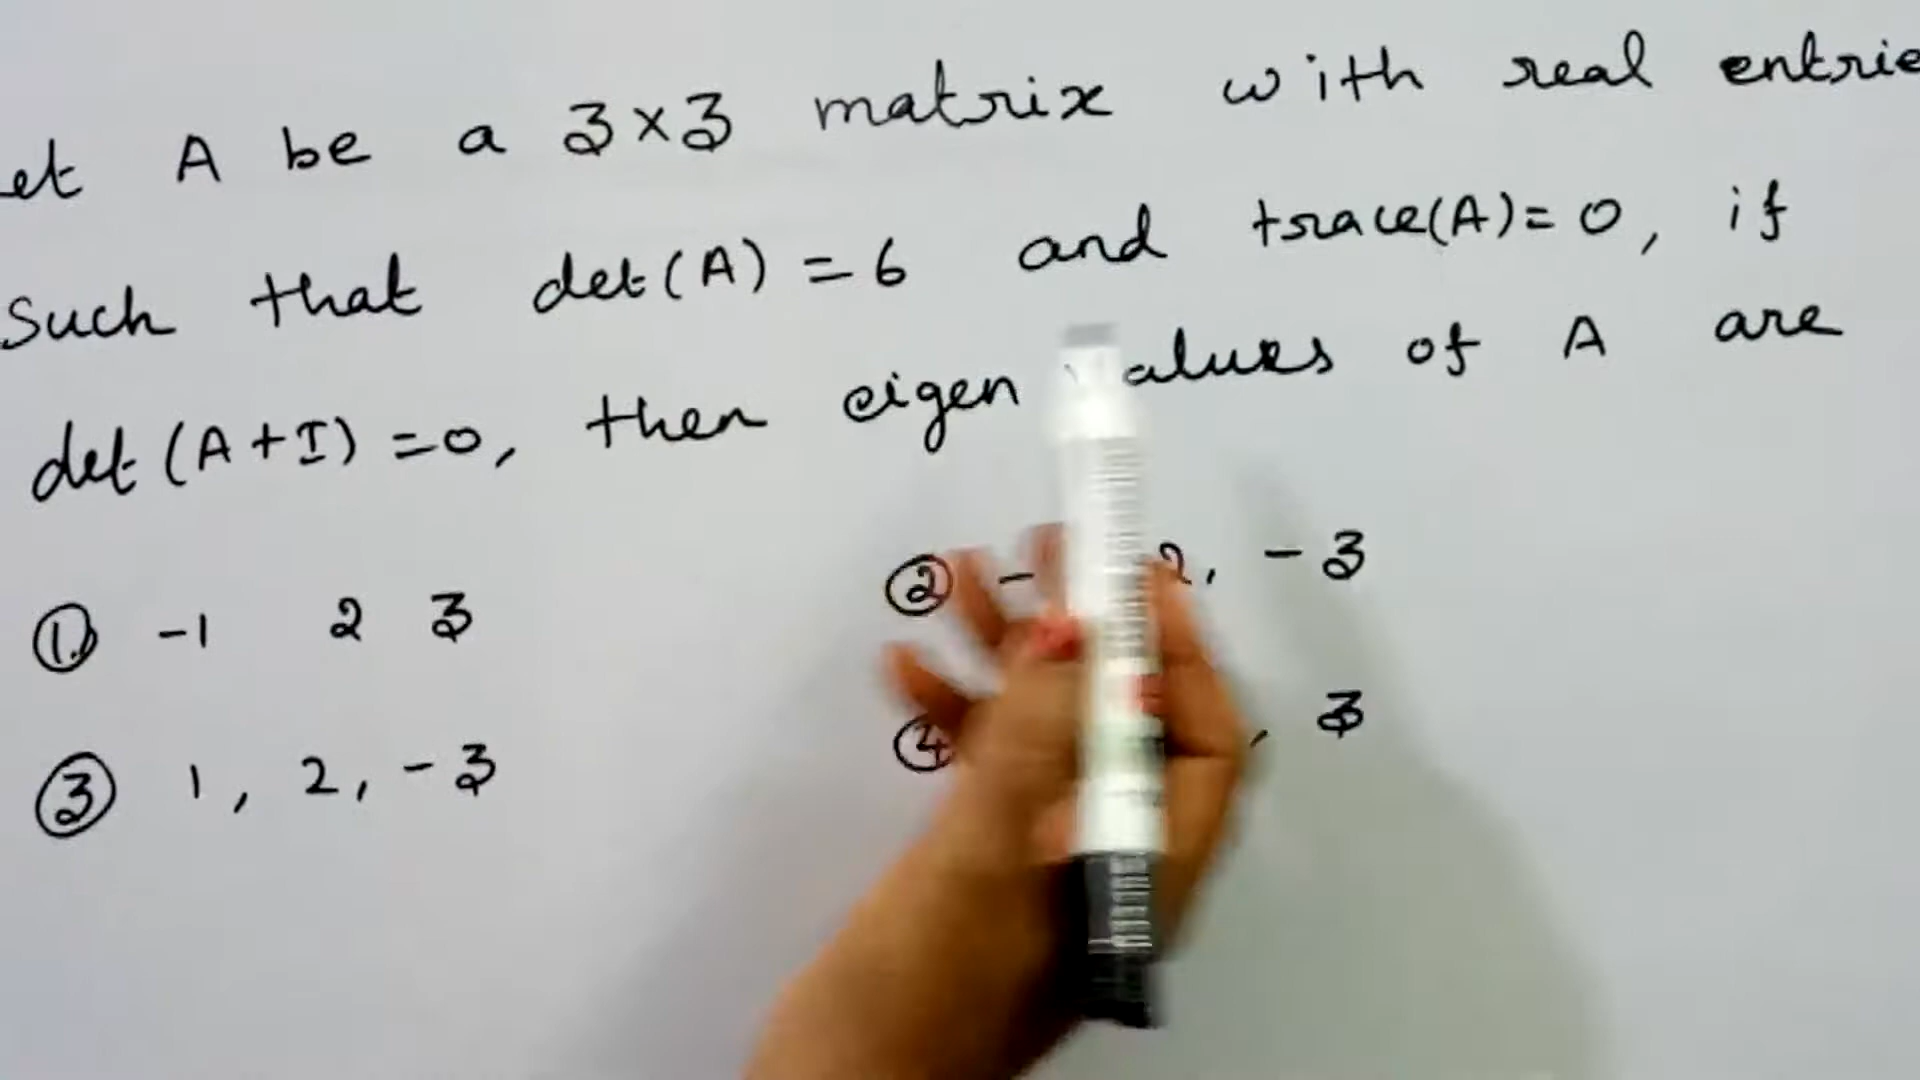 et A be a 3×3 matrix with real entrie
Such that det(A) = 6 and trace(A) = 0, if
det(A+I) = 0, then eigen values of A are
① -1 2 3 ② - 2, -3
③ 1, 2, -3 ④ , 3